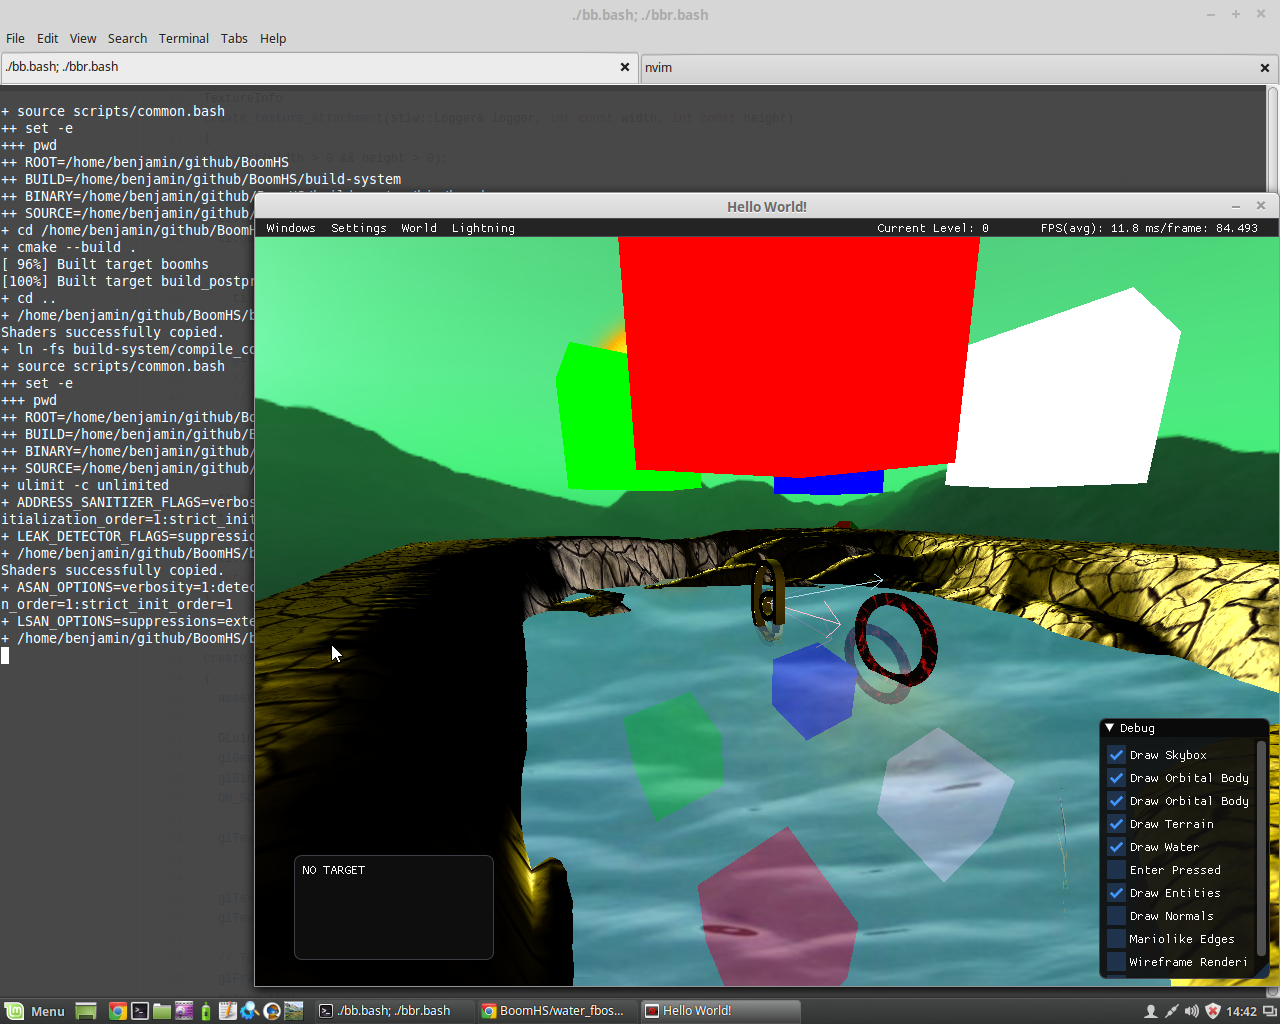 ./bb.bash; ./bbr.bash
File Edit View Search Terminal Tabs Help
./bb.bash; ./bbr.bash
nvim
+ source scripts/common.bash
++ set -e
+++ pwd
++ ROOT=/home/benjamin/github/BoomHS
++ BUILD=/home/benjamin/github/BoomHS/build-system
++ BINARY=/home/benjamin/github/
++ SOURCE=/home/benjamin/github/
+ cd /home/benjamin/github/BoomH
+ cmake --build .
[ 96%] Built target boomhs
[100%] Built target build_postpr
+ cd ..
+ /home/benjamin/github/BoomHS/b
Shaders successfully copied.
+ ln -fs build-system/compile_co
+ source scripts/common.bash
++ set -e
+++ pwd
++ ROOT=/home/benjamin/github/Bo
++ BUILD=/home/benjamin/github/B
++ BINARY=/home/benjamin/github/
++ SOURCE=/home/benjamin/github/
+ ulimit -c unlimited
+ ADDRESS_SANITIZER_FLAGS=verbos
itialization_order=1:strict_init
+ LEAK_DETECTOR_FLAGS=suppressio
+ /home/benjamin/github/BoomHS/b
Shaders successfully copied.
+ ASAN_OPTIONS=verbosity=1:detec
n_order=1:strict_init_order=1
+ LSAN_OPTIONS=suppressions=exte
+ /home/benjamin/github/BoomHS/b
Hello World!
Windows Settings World Lightning
Current Level: 0 FPS(avg): 11.8 ms/frame: 84.493
NO TARGET
Debug
Draw Skybox
Draw Orbital Body
Draw Orbital Body
Draw Terrain
Draw Water
Enter Pressed
Draw Entities
Draw Normals
Mariolike Edges
Wireframe Renderi
Menu
./bb.bash; ./bbr.bash
BoomHS/water_fbos...
Hello World!
14:42